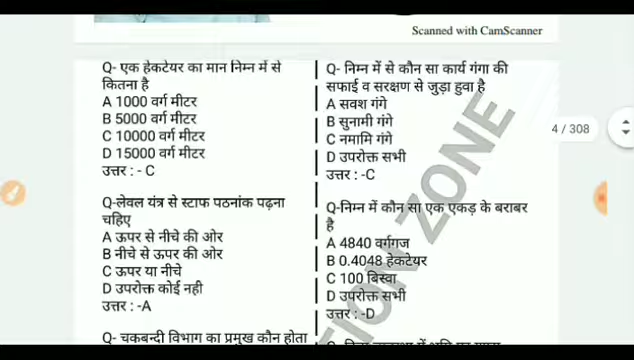 Scanned with CamScanner
Q- एक हेकटेयर का मान निम्न में से
कितना है
A 1000 वर्ग मीटर
B 5000 वर्ग मीटर
C 10000 वर्ग मीटर
D 15000 वर्ग मीटर
उत्तर : - C
Q-लेवल यंत्र से स्टाफ पठनांक पढ़ना
चहिए
A ऊपर से नीचे की ओर
B नीचे से ऊपर की ओर
C ऊपर या नीचे
D उपरोक्त कोई नही
उत्तर : -A
Q- चकबन्दी विभाग का प्रमुख कौन होता
Q- निम्न में से कौन सा कार्य गंगा की
सफाई व सरक्षण से जुड़ा हुवा है
A सवश गंगे
B सुनामी गंगे
C नमामि गंगे
D उपरोक्त सभी
उत्तर : -C
Q-निम्न में कौन सा एक एकड़ के बराबर
है
A 4840 वर्गगज
B 0.4048 हेकटेयर
C 100 बिस्वा
D उपरोक्त सभी
उत्तर : -D
4 / 308
ZONE